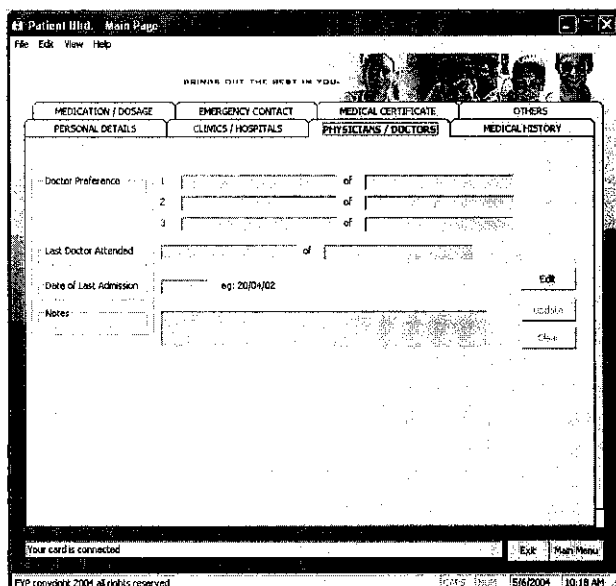 Main Page
File Edit View Help
BRINGS OUT THE BEST IN YOU.
MEDICATION / DOSAGE EMERGENCY CONTACT MEDICAL CERTIFICATE OTHERS
PERSONAL DETAILS CLINICS / HOSPITALS PHYSICIANS / DOCTORS MEDICAL HISTORY
Doctor Preference 1 of
2 of
3 of
Last Doctor Attended of
Date of Last Admission eg: 20/04/02
Edit
Notes
Update
Clear
Your card is connected Exit Main Menu
FYP copyright 2004 all rights reserved CAPS NUM 5/6/2004 10:18 AM